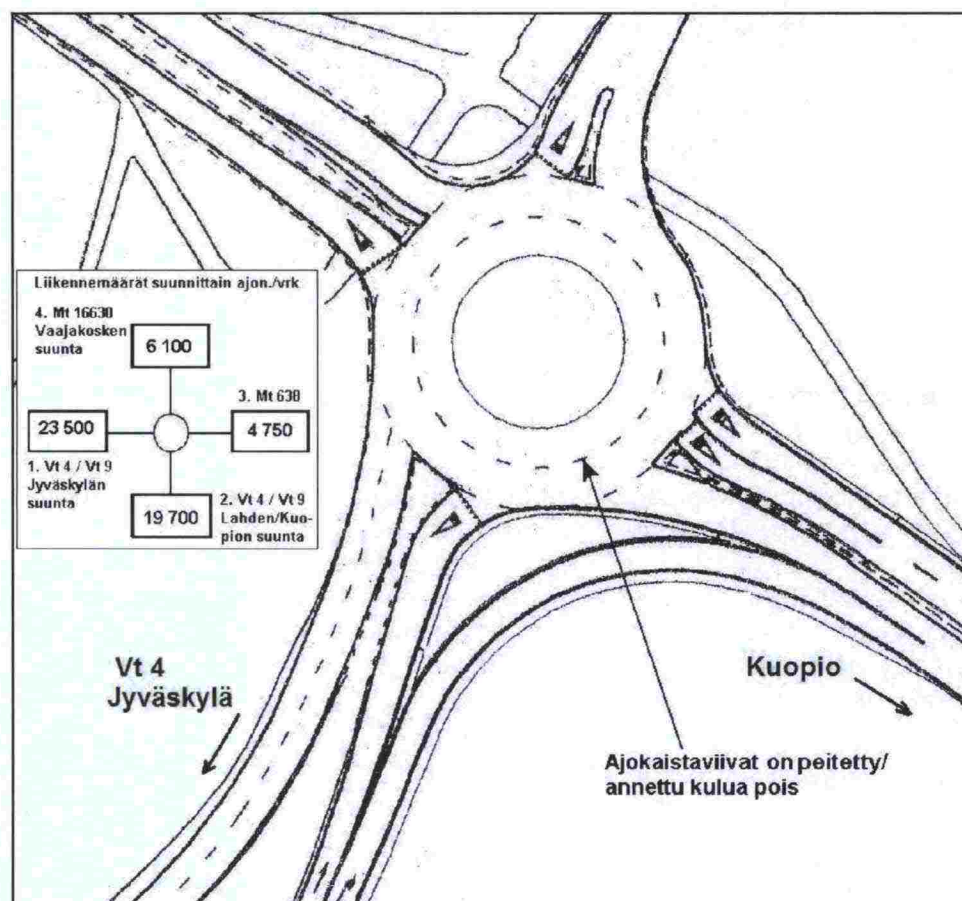 Liikennemäärät suunnittain ajon./vrk
4. Mt 16630
Vaajakosken
suunta
6 100
3. Mt 638
23 500
4 750
1. Vt 4 / Vt 9
Jyväskylän
suunta
19 700
2. Vt 4 / Vt 9
Lahden/Kuo-
pion suunta
Vt 4
Jyväskylä
Kuopio
Ajokaistaviivat on peitetty/
annettu kulua pois